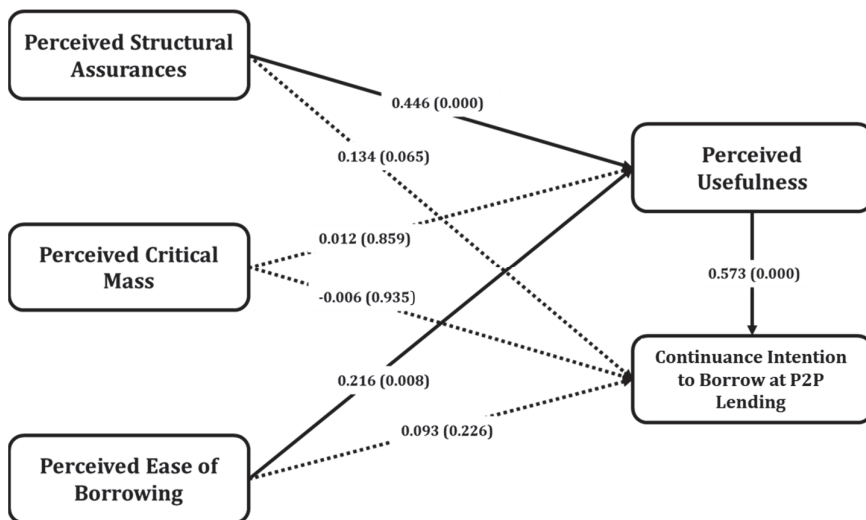 Perceived Structural
Assurances
0.446 (0.000)
0.134 (0.065)
Perceived
Usefulness
Perceived Critical
Mass
0.012 (0.859)
-0.006 (0.935)
0.573 (0.000)
Continuance Intention
to Borrow at P2P
Lending
0.216 (0.008)
0.093 (0.226)
Perceived Ease of
Borrowing